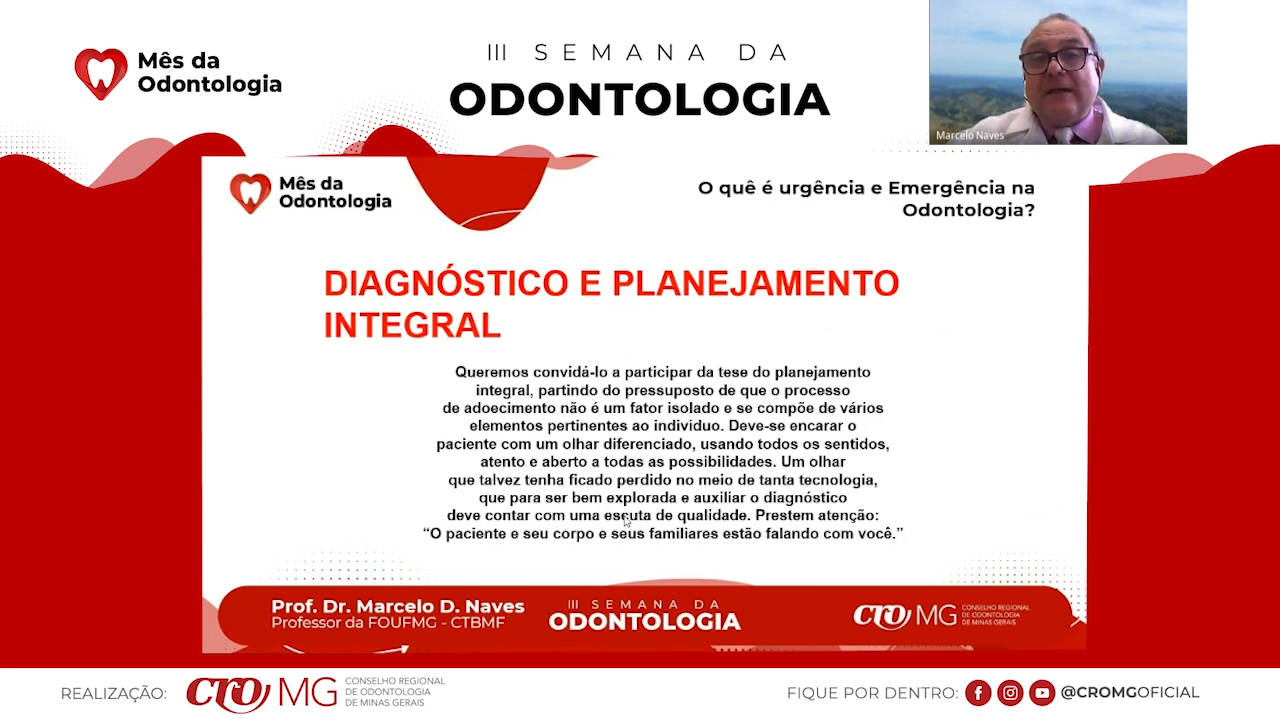 Mês da
Odontologia
III SEMANA DA
ODONTOLOGIA
Marcelo Naves
Mês da
Odontologia
O quê é urgência e Emergência na
Odontologia?
DIAGNÓSTICO E PLANEJAMENTO
INTEGRAL
Queremos convidá-lo a participar da tese do planejamento
integral, partindo do pressuposto de que o processo
de adoecimento não é um fator isolado e se compõe de vários
elementos pertinentes ao indivíduo. Deve-se encarar o
paciente com um olhar diferenciado, usando todos os sentidos,
atento e aberto a todas as possibilidades. Um olhar
que talvez tenha ficado perdido no meio de tanta tecnologia,
que para ser bem explorada e auxiliar o diagnóstico
deve contar com uma escuta de qualidade. Prestem atenção:
“O paciente e seu corpo e seus familiares estão falando com você.”
Prof. Dr. Marcelo D. Naves
Professor da FOUFMG - CTBMF
III SEMANA DA
ODONTOLOGIA
CRO MG
CONSELHO REGIONAL
DE ODONTOLOGIA
DE MINAS GERAIS
REALIZAÇÃO:
CRO MG
CONSELHO REGIONAL
DE ODONTOLOGIA
DE MINAS GERAIS
FIQUE POR DENTRO:
@CROMGOFICIAL